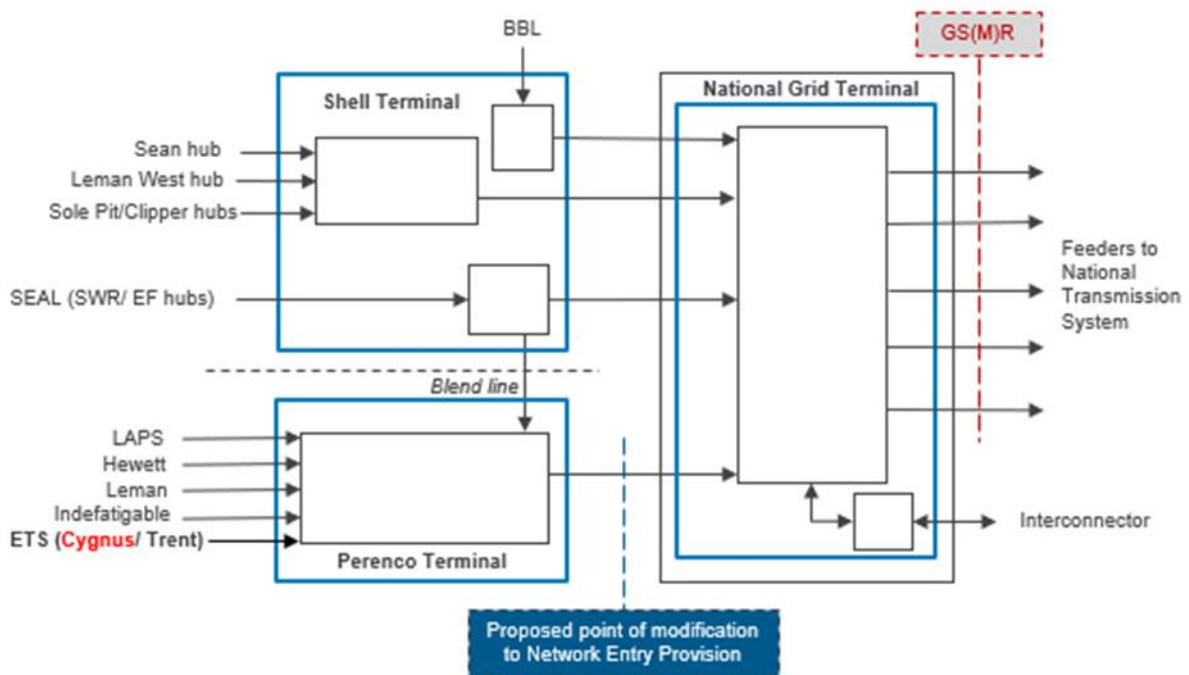 BBL
GS(M)R
Shell Terminal
National Grid Terminal
Sean hub
Leman West hub
Sole Pit/Clipper hubs
SEAL (SWR/ EF hubs)
Feeders to
National
Transmission
System
Blend line
LAPS
Hewett
Leman
Indefatigable
ETS (Cygnus/ Trent)
Perenco Terminal
Interconnector
Proposed point of modification
to Network Entry Provision